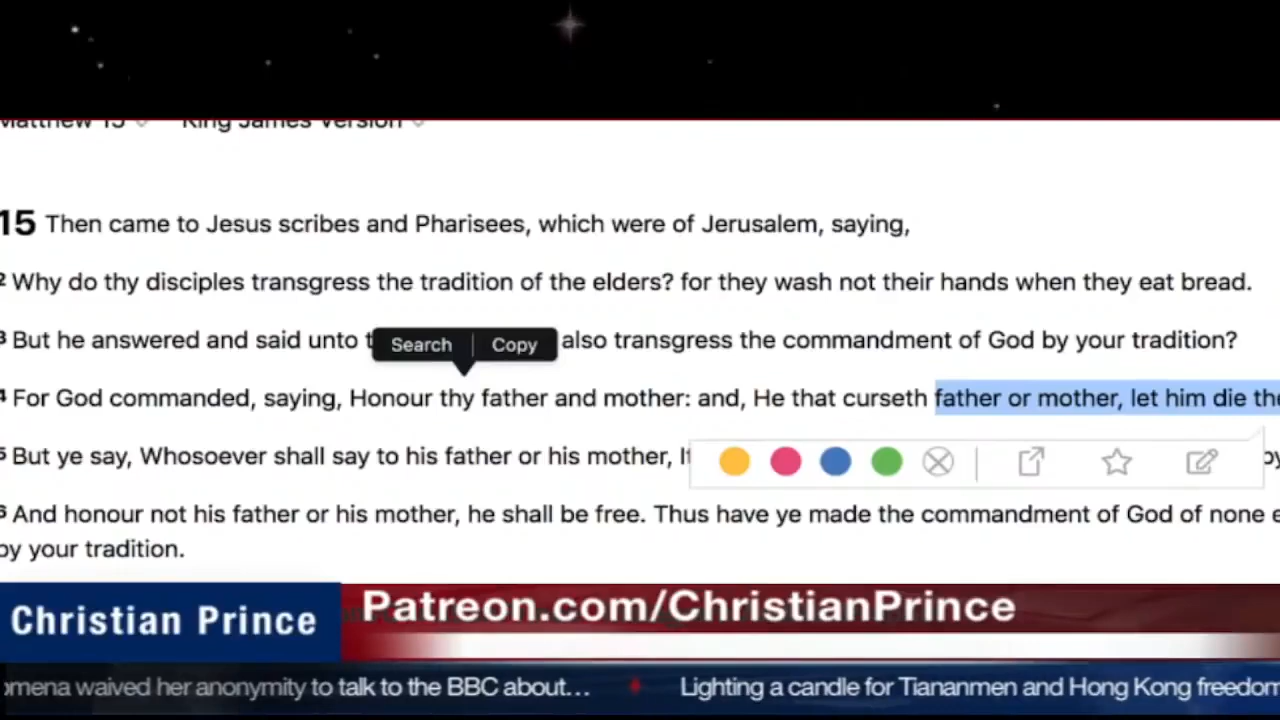 Matthew 15 King James Version
15 Then came to Jesus scribes and Pharisees, which were of Jerusalem, saying,
2 Why do thy disciples transgress the tradition of the elders? for they wash not their hands when they eat bread.
3 But he answered and said unto also transgress the commandment of God by your tradition?
Search Copy
4 For God commanded, saying, Honour thy father and mother: and, He that curseth father or mother, let him die the
5 But ye say, Whosoever shall say to his father or his mother, by
6 And honour not his father or his mother, he shall be free. Thus have ye made the commandment of God of none e
by your tradition.
Christian Prince
Patreon.com/ChristianPrince
omena waived her anonymity to talk to the BBC about... Lighting a candle for Tiananmen and Hong Kong freedom